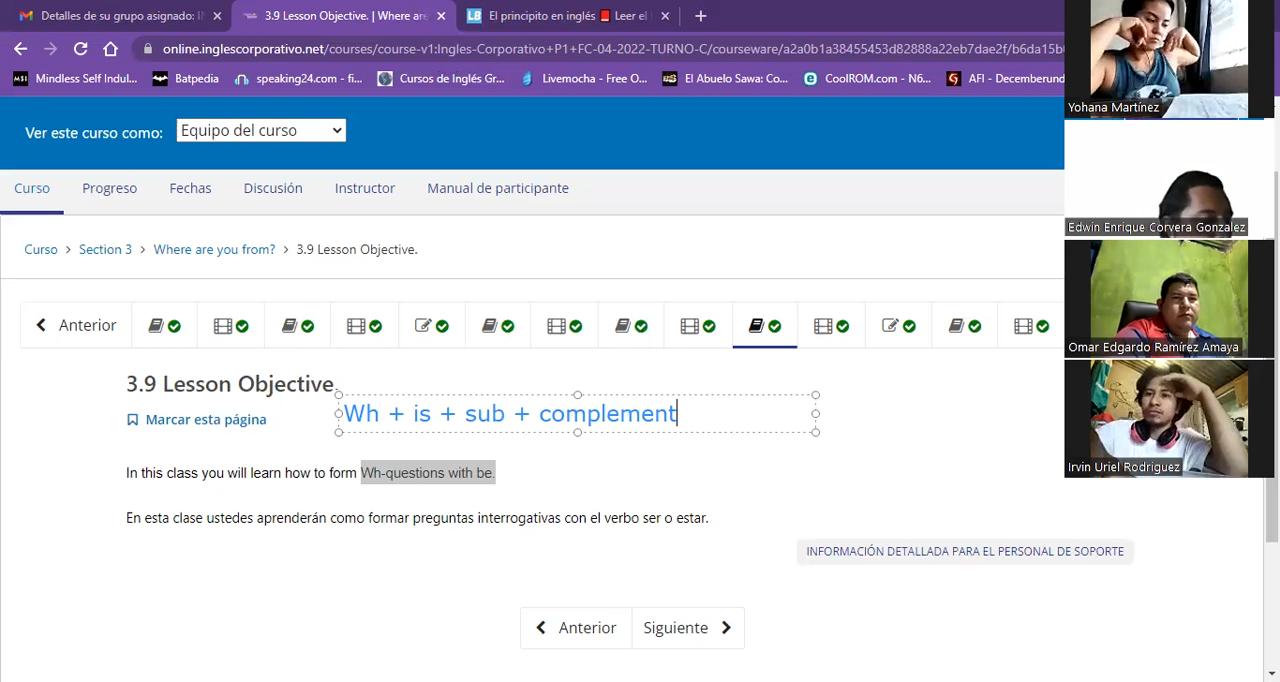 Detalles de su grupo asignado: IN
3.9 Lesson Objective. | Where are
El principito en inglés 📕 Leer el
online.inglescorporativo.net/courses/course-v1:Ingles-Corporativo+P1+FC-04-2022-TURNO-C/courseware/a2a0b1a38455453d82888a22eb7dae2f/b6da15b
Mindless Self Indul...
Batpedia
speaking24.com - fi...
Cursos de Inglés Gr...
Livemocha - Free O...
El Abuelo Sawa: Co...
CoolROM.com - N6...
AFI - Decemberund
Yohana Martínez
Ver este curso como:
Equipo del curso
Curso
Progreso
Fechas
Discusión
Instructor
Manual de participante
Edwin Enrique Corvera Gonzalez
Curso > Section 3 > Where are you from? > 3.9 Lesson Objective.
Anterior
Omar Edgardo Ramírez Amaya
3.9 Lesson Objective.
Wh + is + sub + complement
Marcar esta página
Irvin Uriel Rodriguez
In this class you will learn how to form Wh-questions with be.
En esta clase ustedes aprenderán como formar preguntas interrogativas con el verbo ser o estar.
INFORMACIÓN DETALLADA PARA EL PERSONAL DE SOPORTE
Anterior
Siguiente